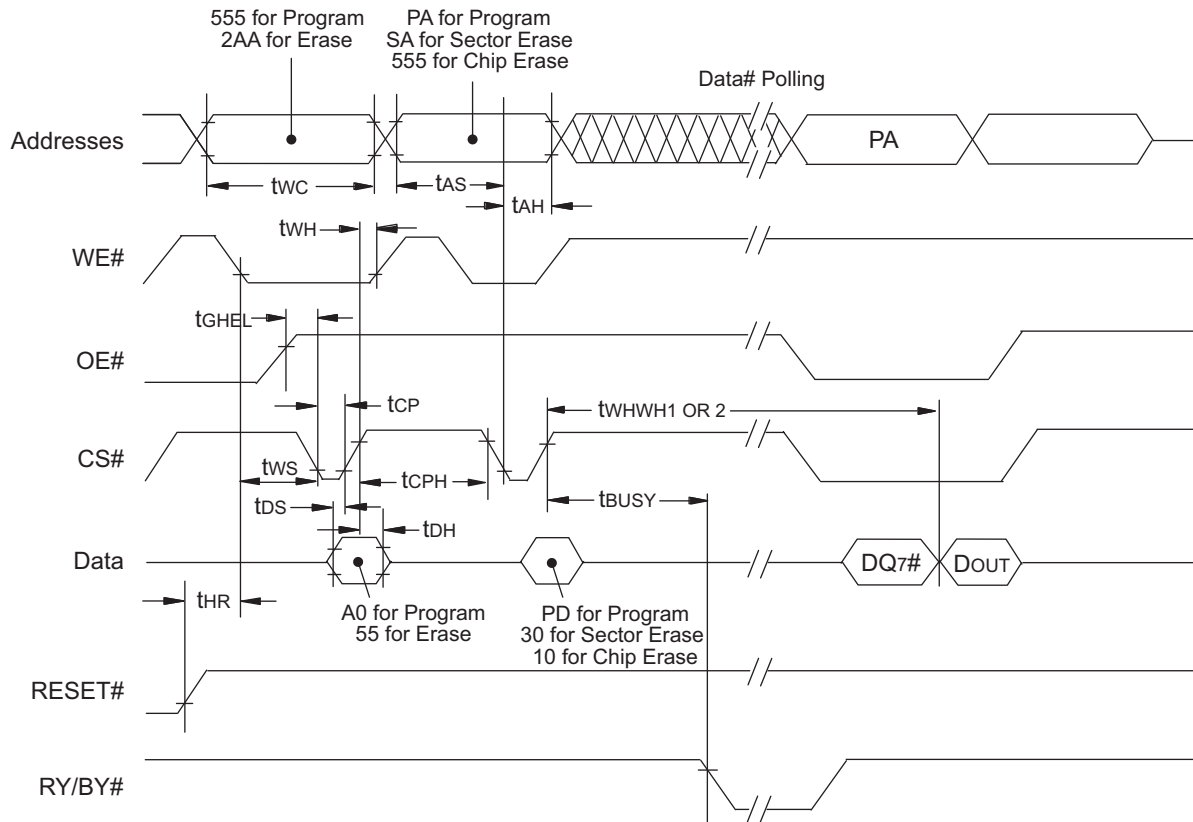 555 for Program
2AA for Erase
PA for Program
SA for Sector Erase
555 for Chip Erase
Data# Polling
Addresses
PA
tWC
tAS
tAH
tWH
WE#
tGHEL
OE#
tCP
tWHWH1 OR 2
CS#
tWS
tCPH
tBUSY
tDS
tDH
Data
DQ7#
DOUT
tHR
A0 for Program
55 for Erase
PD for Program
30 for Sector Erase
10 for Chip Erase
RESET#
RY/BY#